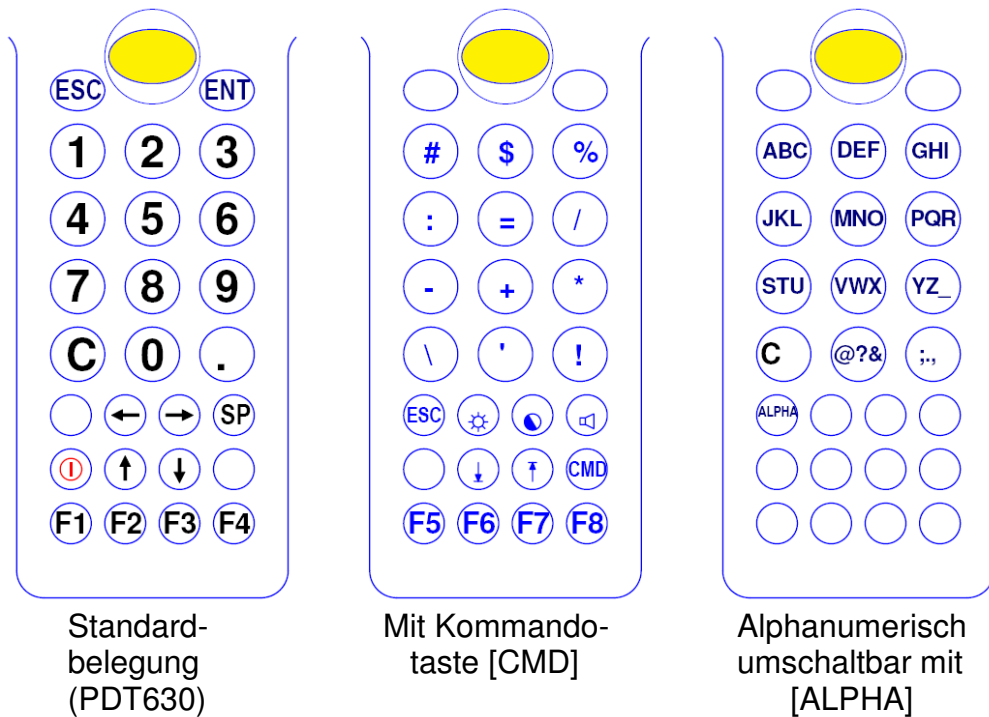 ESC ENT
1 2 3
4 5 6
7 8 9
C 0 .
← → SP
↑ ↓
F1 F2 F3 F4
Standard-
belegung
(PDT630)
# $ %
: = /
- + *
\ ' !
ESC
CMD
F5 F6 F7 F8
Mit Kommando-
taste [CMD]
ABC DEF GHI
JKL MNO PQR
STU VWX YZ_
C @?& ;.,
ALPHA
Alphanumerisch
umschaltbar mit
[ALPHA]